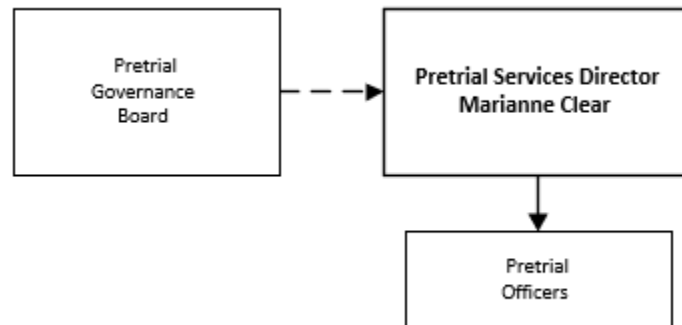 Pretrial
Governance
Board
Pretrial Services Director
Marianne Clear
Pretrial
Officers